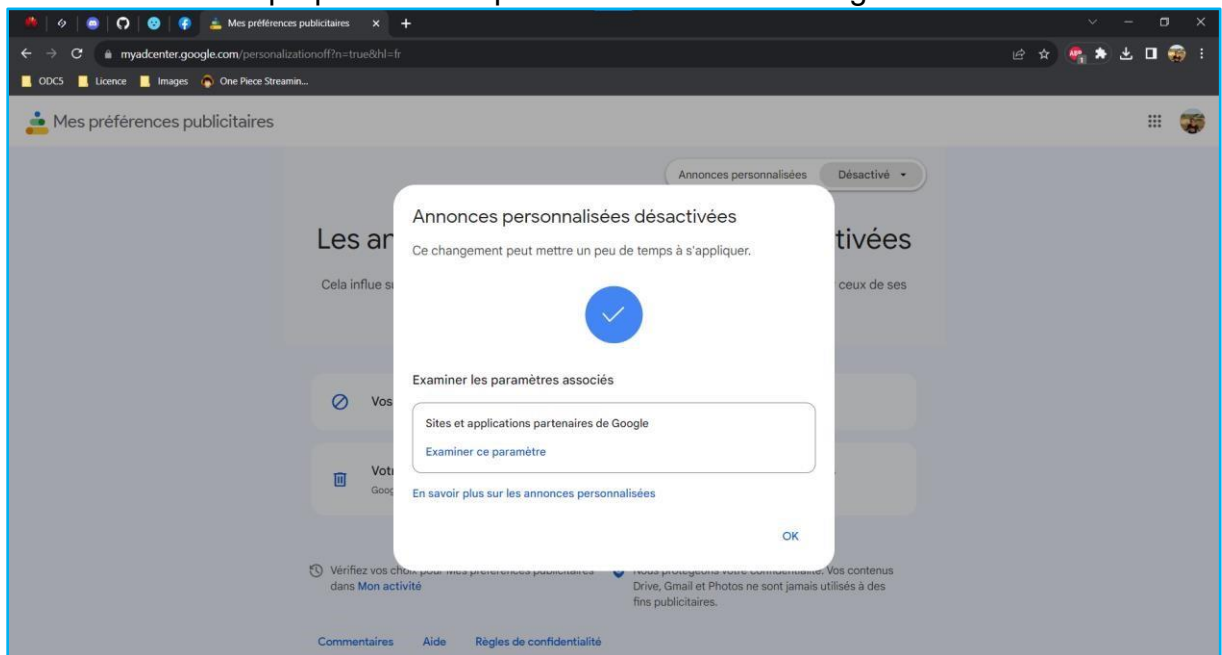 Mes préférences publicitaires
myadcenter.google.com/personalizationoff?n=true&hl=fr
ODC5 Licence Images One Piece Streamin...
Mes préférences publicitaires
Annonces personnalisées Désactivé
Les an
tivées
Cela influe su
ceux de ses
Annonces personnalisées désactivées
Ce changement peut mettre un peu de temps à s'appliquer.
Examiner les paramètres associés
Sites et applications partenaires de Google
Examiner ce paramètre
En savoir plus sur les annonces personnalisées
OK
Vos
Votr
Goog
Vérifiez vos choix pour Mes préférences publicitaires
dans Mon activité
Nous protégeons votre confidentialité. Vos contenus
Drive, Gmail et Photos ne sont jamais utilisés à des
fins publicitaires.
Commentaires Aide Règles de confidentialité